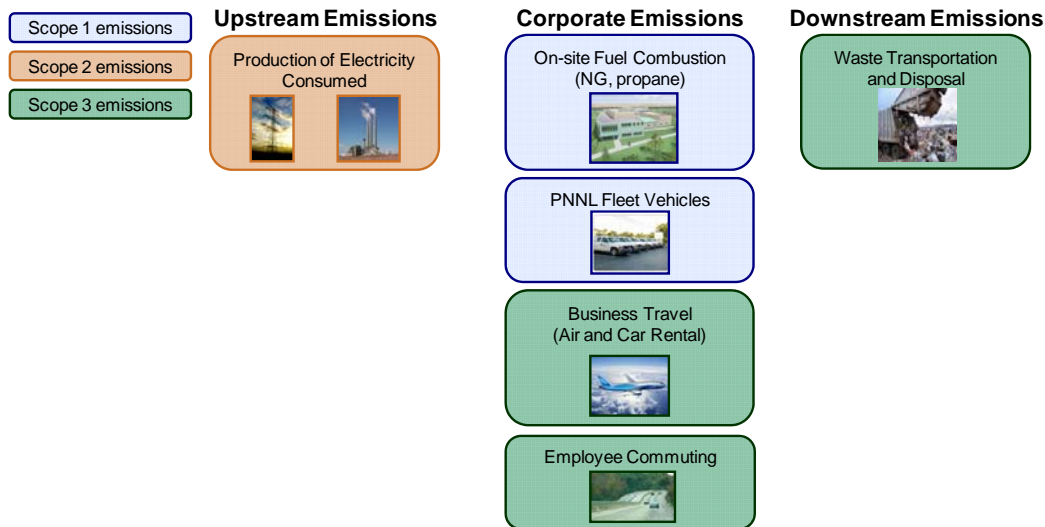 Scope 1 emissions
Scope 2 emissions
Scope 3 emissions
Upstream Emissions
Production of Electricity
Consumed
Corporate Emissions
On-site Fuel Combustion
(NG, propane)
PNNL Fleet Vehicles
Business Travel
(Air and Car Rental)
Employee Commuting
Downstream Emissions
Waste Transportation
and Disposal